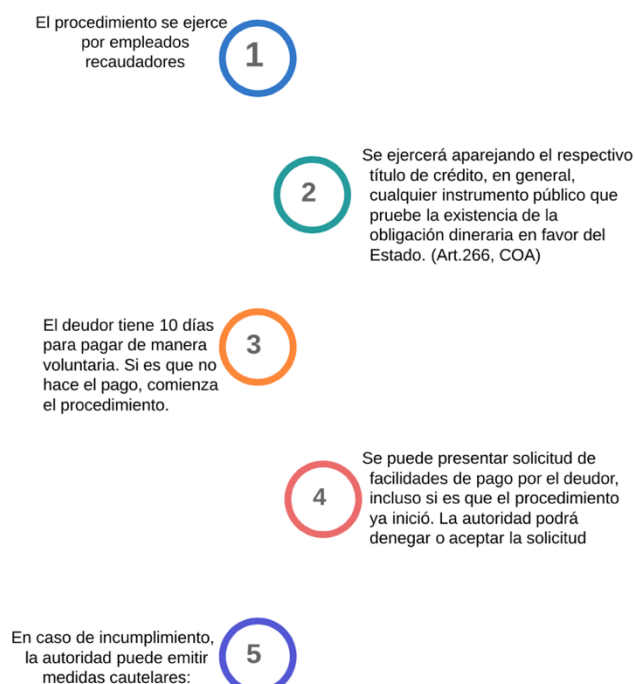 El procedimiento se ejerce
por empleados
recaudadores
1
2
Se ejercerá aparejando el respectivo
título de crédito, en general,
cualquier instrumento público que
pruebe la existencia de la
obligación dineraria en favor del
Estado. (Art.266, COA)
El deudor tiene 10 días
para pagar de manera
voluntaria. Si es que no
hace el pago, comienza
el procedimiento.
3
4
Se puede presentar solicitud de
facilidades de pago por el deudor,
incluso si es que el procedimiento
ya inició. La autoridad podrá
denegar o aceptar la solicitud
En caso de incumplimiento,
la autoridad puede emitir
medidas cautelares:
5